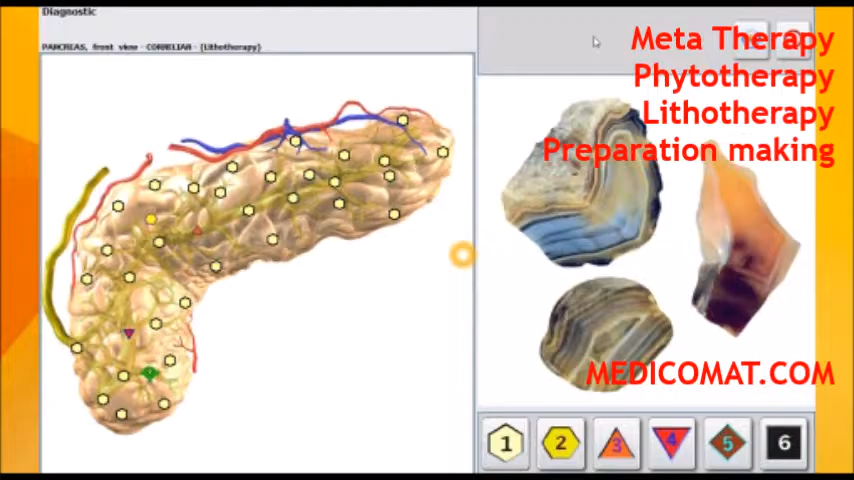 Diagnostic
PANCREAS, front view - CORNELIAN - (Lithotherapy)
Meta Therapy
Phytotherapy
Lithotherapy
Preparation making
MEDICOMAT.COM
1 2 3 4 5 6